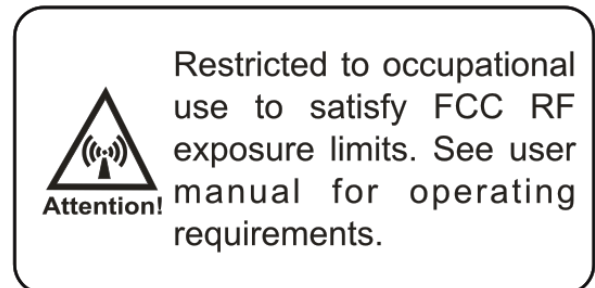 Restricted to occupational
use to satisfy FCC RF
exposure limits. See user
manual for operating
requirements.
Attention!